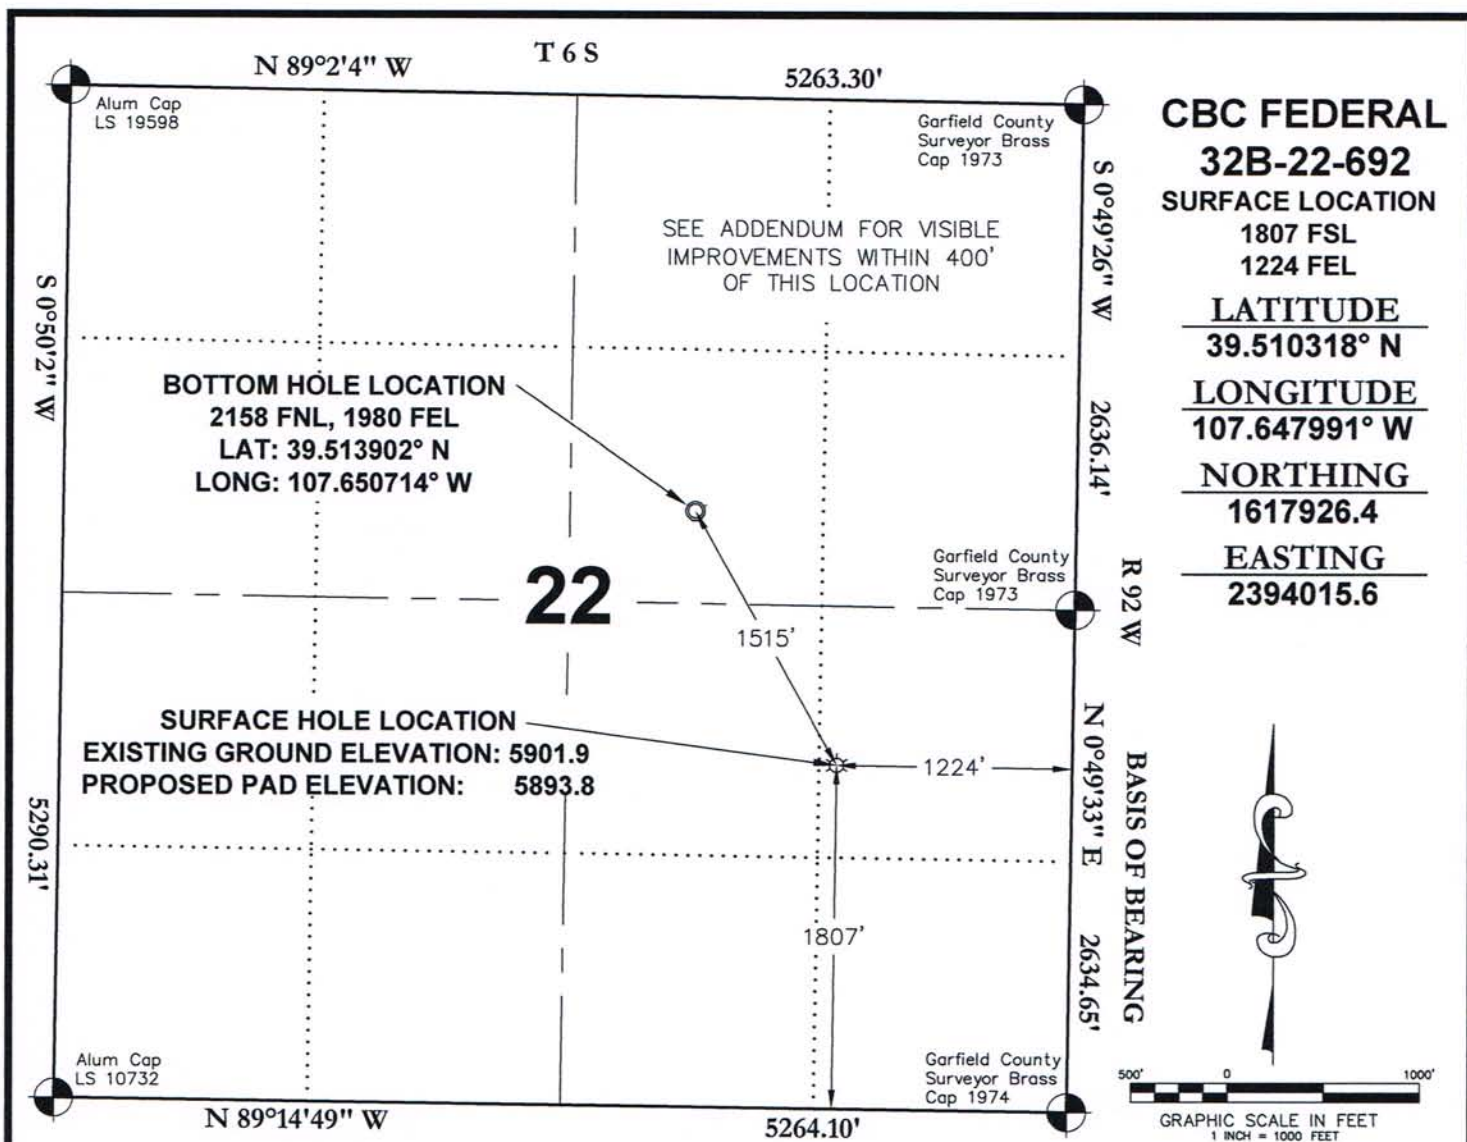 T 6 S
N 89°2'4" W
5263.30'
Alum Cap
LS 19598
Garfield County
Surveyor Brass
Cap 1973
SEE ADDENDUM FOR VISIBLE
IMPROVEMENTS WITHIN 400'
OF THIS LOCATION
S 0°50'2" W
5290.31'
BOTTOM HOLE LOCATION
2158 FNL, 1980 FEL
LAT: 39.513902° N
LONG: 107.650714° W
22
1515'
Garfield County
Surveyor Brass
Cap 1973
SURFACE HOLE LOCATION
EXISTING GROUND ELEVATION: 5901.9
PROPOSED PAD ELEVATION: 5893.8
1224'
1807'
Alum Cap
LS 10732
Garfield County
Surveyor Brass
Cap 1974
N 89°14'49" W
5264.10'
S 0°49'26" W
2636.14'
R 92 W
N 0°49'33" E
2634.65'
BASIS OF BEARING
CBC FEDERAL
32B-22-692
SURFACE LOCATION
1807 FSL
1224 FEL
LATITUDE
39.510318° N
LONGITUDE
107.647991° W
NORTHING
1617926.4
EASTING
2394015.6
500' 0 1000'
GRAPHIC SCALE IN FEET
1 INCH = 1000 FEET